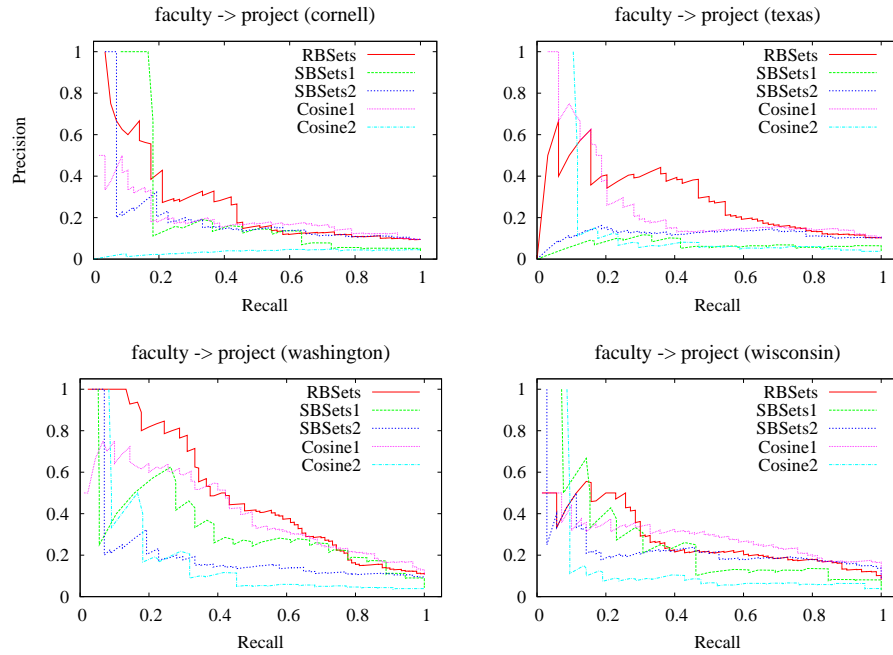 faculty -> project (cornell)
Precision
1
0.8
0.6
0.4
0.2
0
0
0.2
0.4
0.6
0.8
1
Recall
RBSets
SBSets1
SBSets2
Cosine1
Cosine2
faculty -> project (texas)
1
0.8
0.6
0.4
0.2
0
0
0.2
0.4
0.6
0.8
1
Recall
RBSets
SBSets1
SBSets2
Cosine1
Cosine2
faculty -> project (washington)
1
0.8
0.6
0.4
0.2
0
0
0.2
0.4
0.6
0.8
1
Recall
RBSets
SBSets1
SBSets2
Cosine1
Cosine2
faculty -> project (wisconsin)
1
0.8
0.6
0.4
0.2
0
0
0.2
0.4
0.6
0.8
1
Recall
RBSets
SBSets1
SBSets2
Cosine1
Cosine2